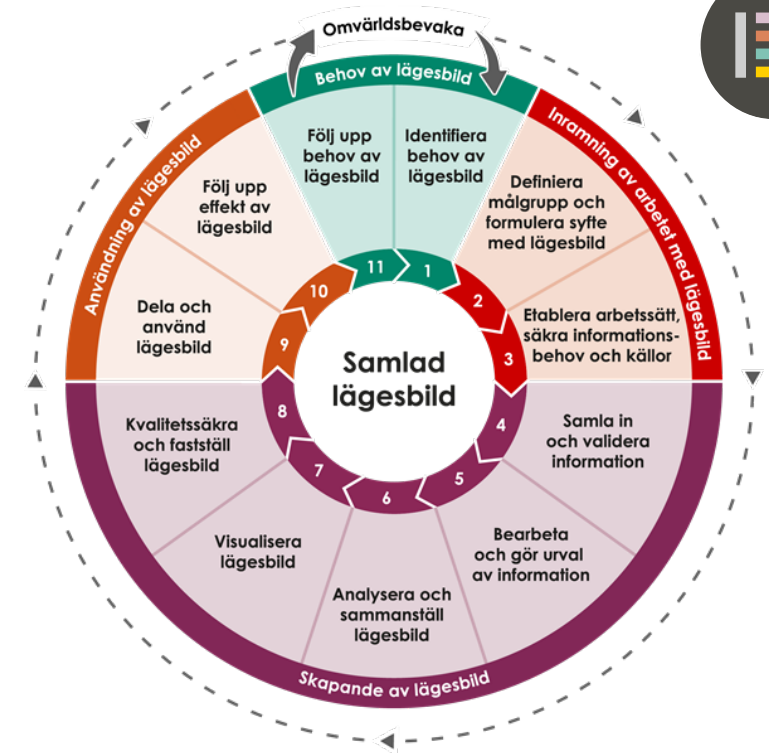 Omvärldsbevaka
Behov av lägesbild
Identifiera
behov av
lägesbild
1
Inramning av arbetet med lägesbild
Definiera
målgrupp och
formulera syfte
med lägesbild
2
Etablera arbetssätt,
säkra informations-
behov och källor
3
Skapande av lägesbild
Samla in
och validera
information
4
Bearbeta
och gör urval
av information
5
Analysera och
sammanställ
lägesbild
6
Visualisera
lägesbild
7
Kvalitetssäkra
och fastställ
lägesbild
8
Användning av lägesbild
Dela och
använd
lägesbild
9
Följ upp
effekt av
lägesbild
10
Följ upp
behov av
lägesbild
11
Samlad
lägesbild